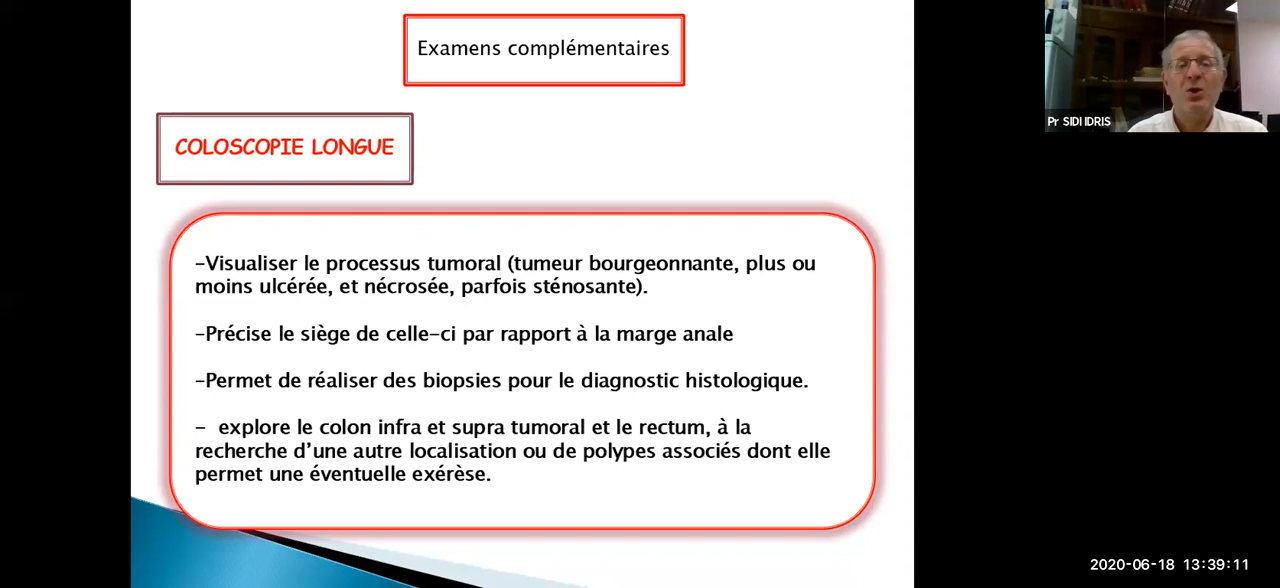 Examens complémentaires
Pr SIDI IDRIS
COLOSCOPIE LONGUE
-Visualiser le processus tumoral (tumeur bourgeonnante, plus ou
moins ulcérée, et nécrosée, parfois sténosante).
-Précise le siège de celle-ci par rapport à la marge anale
-Permet de réaliser des biopsies pour le diagnostic histologique.
- explore le colon infra et supra tumoral et le rectum, à la
recherche d'une autre localisation ou de polypes associés dont elle
permet une éventuelle exérèse.
2020-06-18 13:39:11